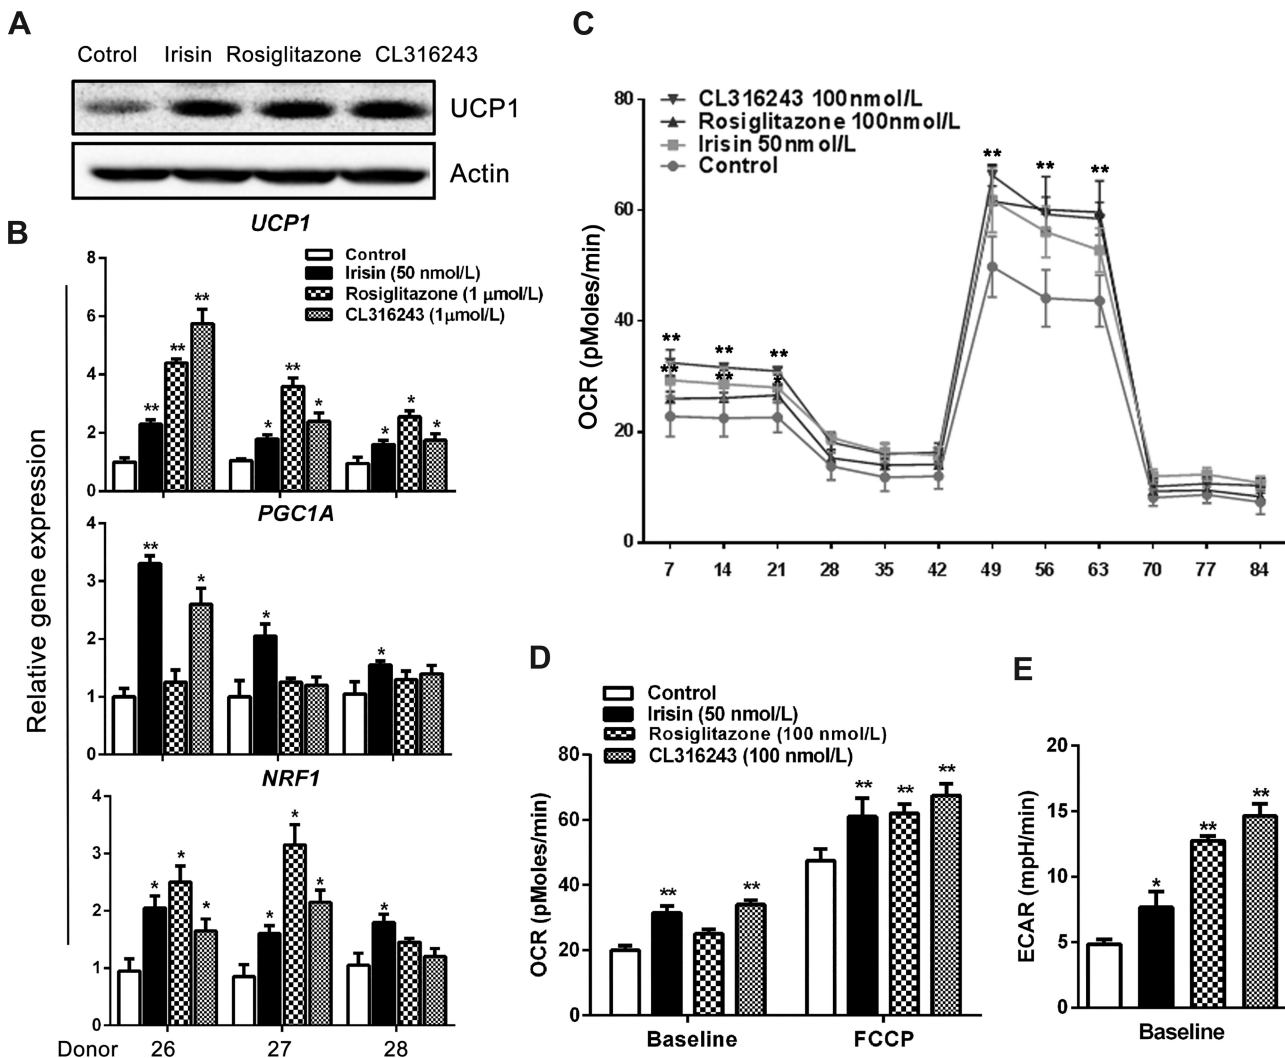 A
Cotrol Irisin Rosiglitazone CL316243
UCP1
Actin
B
UCP1
Control
Irisin (50 nmol/L)
Rosiglitazone (1 μmol/L)
CL316243 (1μmol/L)
Relative gene expression
8
6
4
2
0
** ** ** * ** * * * *
PGC1A
4
3
2
1
0
** * * *
NRF1
4
3
2
1
0
* * * * * * *
Donor 26 27 28
C
CL316243 100nmol/L
Rosiglitazone 100nmol/L
Irisin 50nmol/L
Control
OCR (pMoles/min)
80
60
40
20
0
** ** ** ** ** *
** ** **
7 14 21 28 35 42 49 56 63 70 77 84
D
Control
Irisin (50 nmol/L)
Rosiglitazone (100 nmol/L)
CL316243 (100 nmol/L)
OCR (pMoles/min)
80
60
40
20
0
** ** ** ** **
Baseline FCCP
E
ECAR (mpH/min)
20
15
10
5
0
* ** **
Baseline